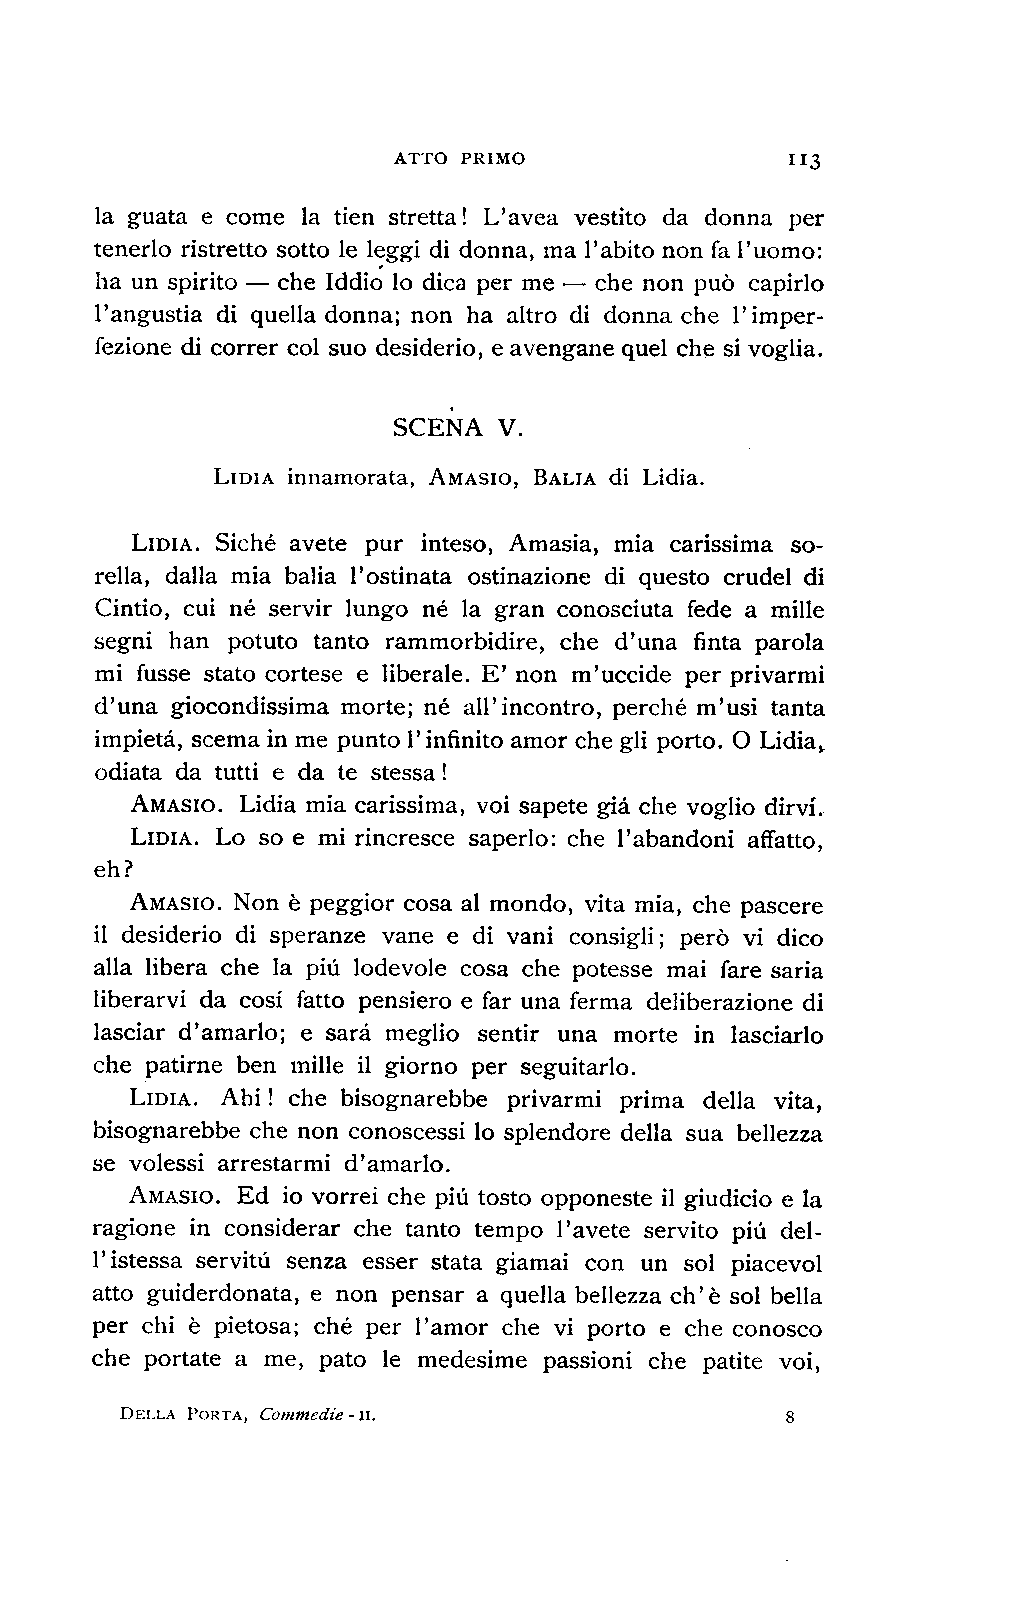 ATTO PRIMO 113
la guata e come la tien stretta! L'avea vestito da donna per
tenerlo ristretto sotto le leggi di donna, ma l'abito non fa l'uomo:
ha un spirito — che Iddio lo dica per me — che non può capirlo
l'angustia di quella donna; non ha altro di donna che l'imper-
fezione di correr col suo desiderio, e avengane quel che si voglia.
SCENA V.
LIDIA innamorata, AMASIO, BALIA di Lidia.
LIDIA. Siché avete pur inteso, Amasia, mia carissima so-
rella, dalla mia balia l'ostinata ostinazione di questo crudel di
Cintio, cui né servir lungo né la gran conosciuta fede a mille
segni han potuto tanto rammorbidire, che d'una finta parola
mi fusse stato cortese e liberale. E' non m'uccide per privarmi
d'una giocondissima morte; né all'incontro, perché m'usi tanta
impietá, scema in me punto l'infinito amor che gli porto. O Lidia,
odiata da tutti e da te stessa!
AMASIO. Lidia mia carissima, voi sapete giá che voglio dirvi.
LIDIA. Lo so e mi rincresce saperlo: che l'abandoni affatto,
eh?
AMASIO. Non è peggior cosa al mondo, vita mia, che pascere
il desiderio di speranze vane e di vani consigli; però vi dico
alla libera che la piú lodevole cosa che potesse mai fare saria
liberarvi da cosí fatto pensiero e far una ferma deliberazione di
lasciar d'amarlo; e sará meglio sentir una morte in lasciarlo
che patirne ben mille il giorno per seguitarlo.
LIDIA. Ahi! che bisognarebbe privarmi prima della vita,
bisognarebbe che non conoscessi lo splendore della sua bellezza
se volessi arrestarmi d'amarlo.
AMASIO. Ed io vorrei che piú tosto opponeste il giudicio e la
ragione in considerar che tanto tempo l'avete servito piú del-
l'istessa servitú senza esser stata giamai con un sol piacevol
atto guiderdonata, e non pensar a quella bellezza ch'è sol bella
per chi è pietosa; ché per l'amor che vi porto e che conosco
che portate a me, pato le medesime passioni che patite voi,
DELLA PORTA, Commedie - II. 8